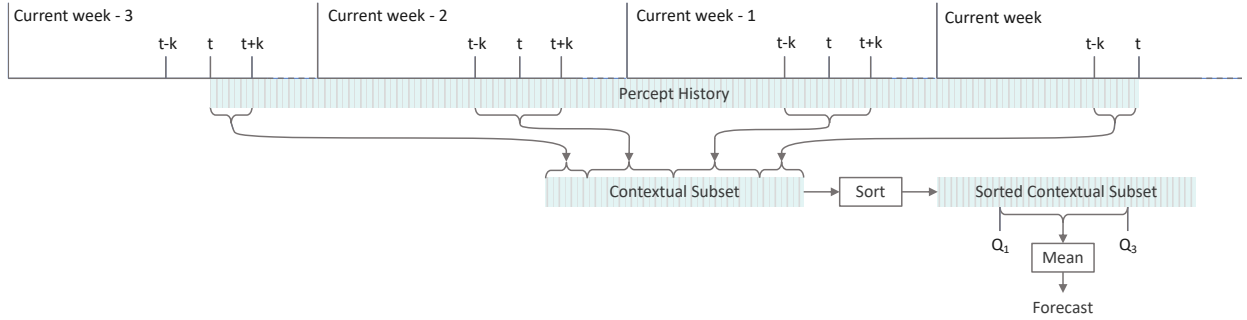 Current week - 3
Current week - 2
Current week - 1
Current week
t-k t t+k
t-k t t+k
t-k t t+k
t-k t
Percept History
Contextual Subset
Sort
Sorted Contextual Subset
Q₁
Q₃
Mean
Forecast